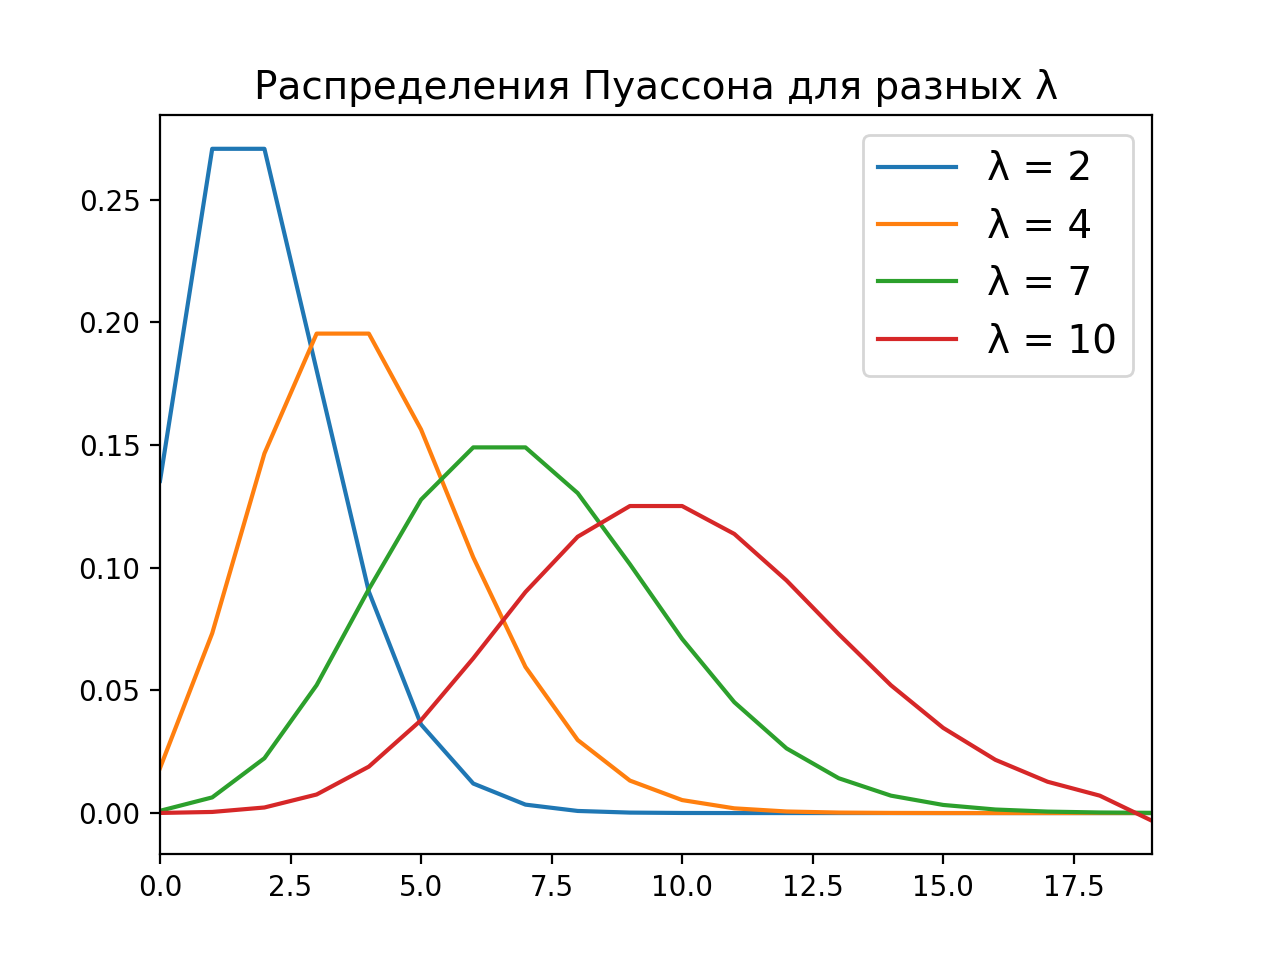 Распределения Пуассона для разных λ
λ = 2
λ = 4
λ = 7
λ = 10
0.25
0.20
0.15
0.10
0.05
0.00
0.0 2.5 5.0 7.5 10.0 12.5 15.0 17.5